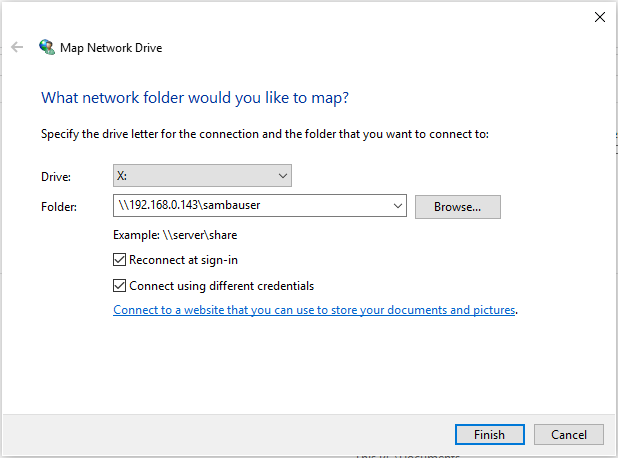 Map Network Drive
What network folder would you like to map?
Specify the drive letter for the connection and the folder that you want to connect to:
Drive: X:
Folder: \\192.168.0.143\sambauser Browse...
Example: \\server\share
Reconnect at sign-in
Connect using different credentials
Connect to a website that you can use to store your documents and pictures.
Finish Cancel